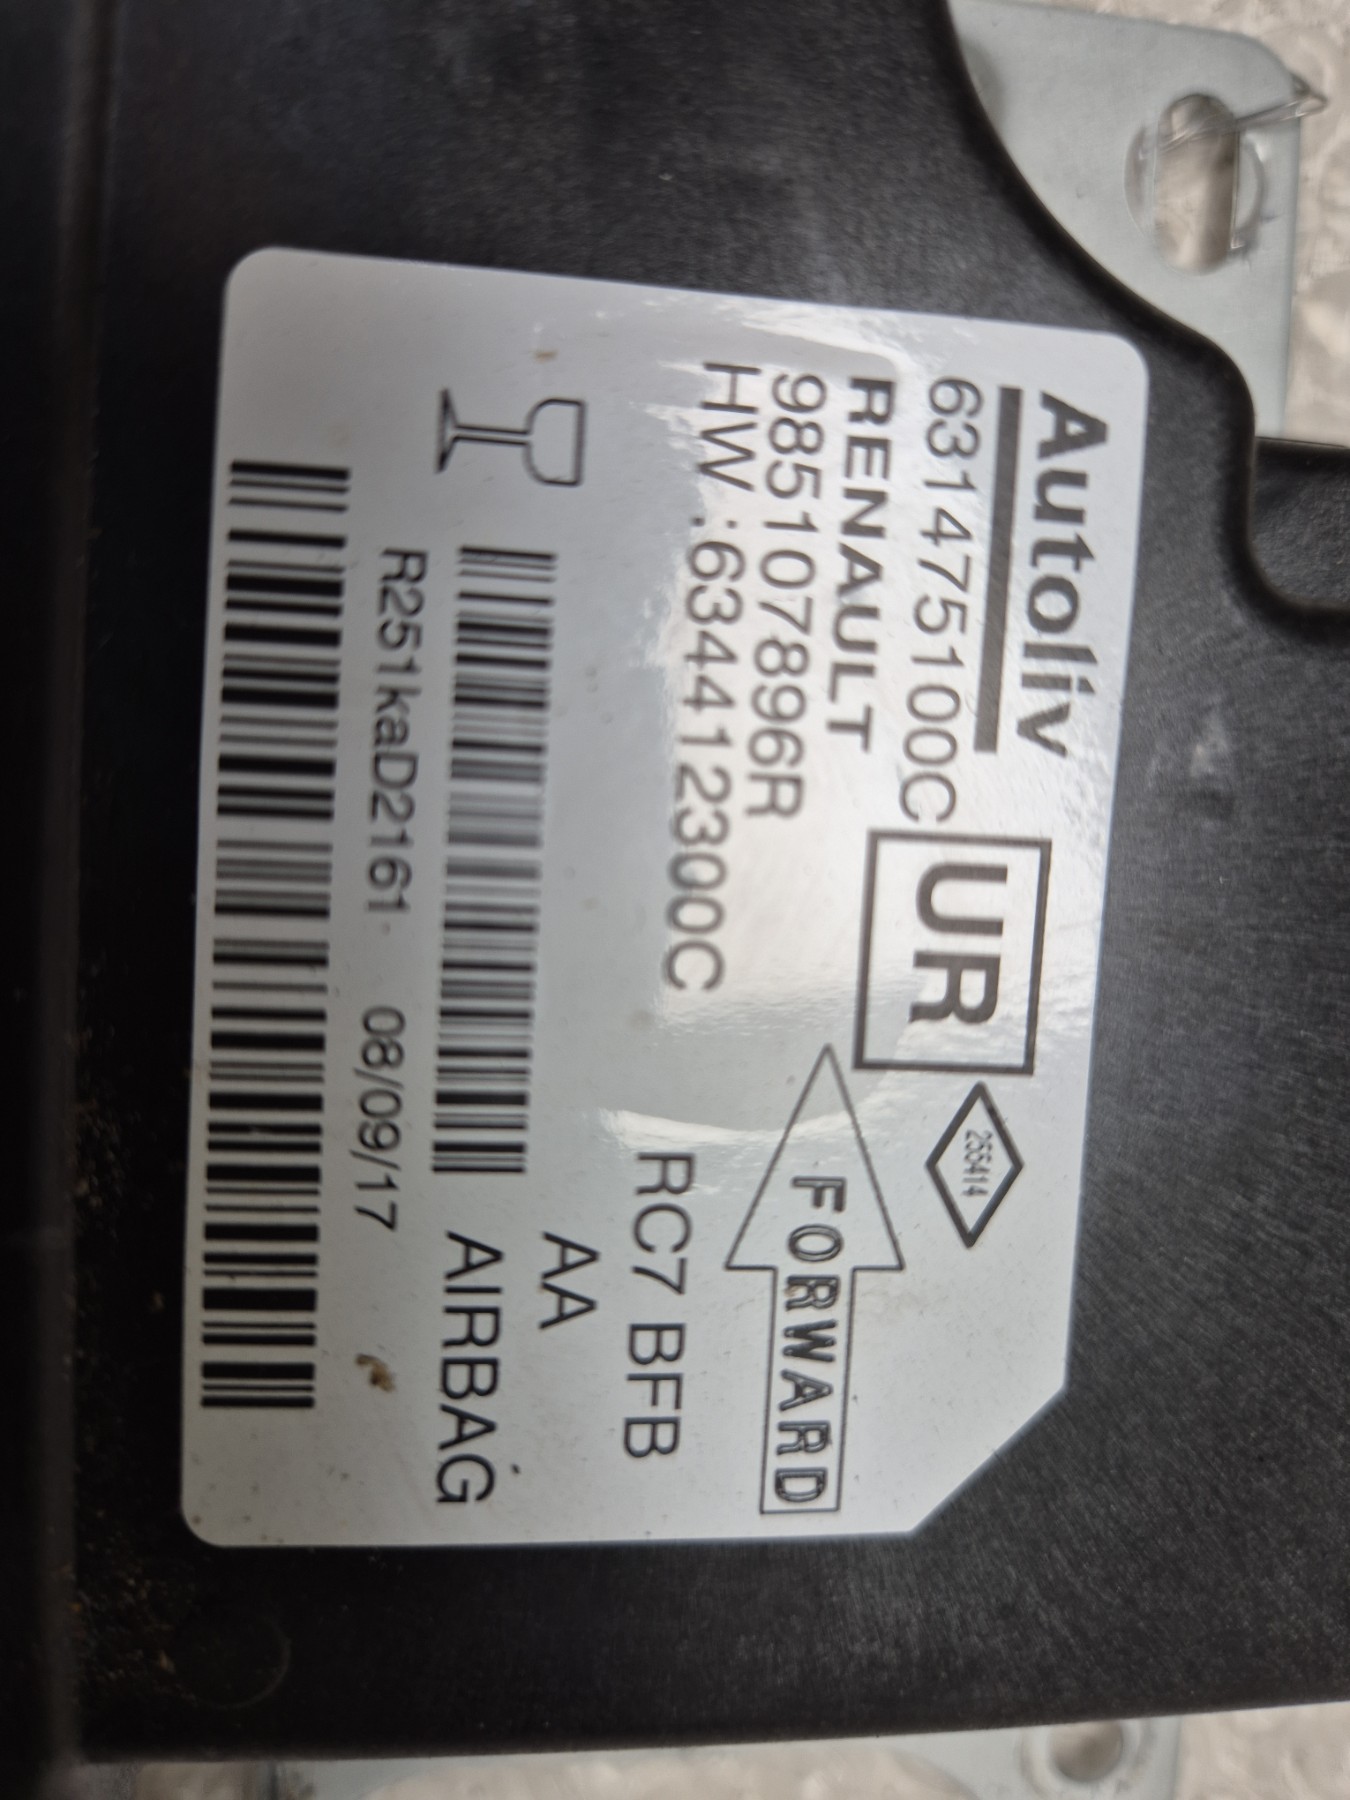 Autoliv
631475100C
UR
255414
RENAULT
985107896R
FORWARD
HW :634412300C
RC7 BFB
AA
AIRBAG
R251kaD2161 08/09/17